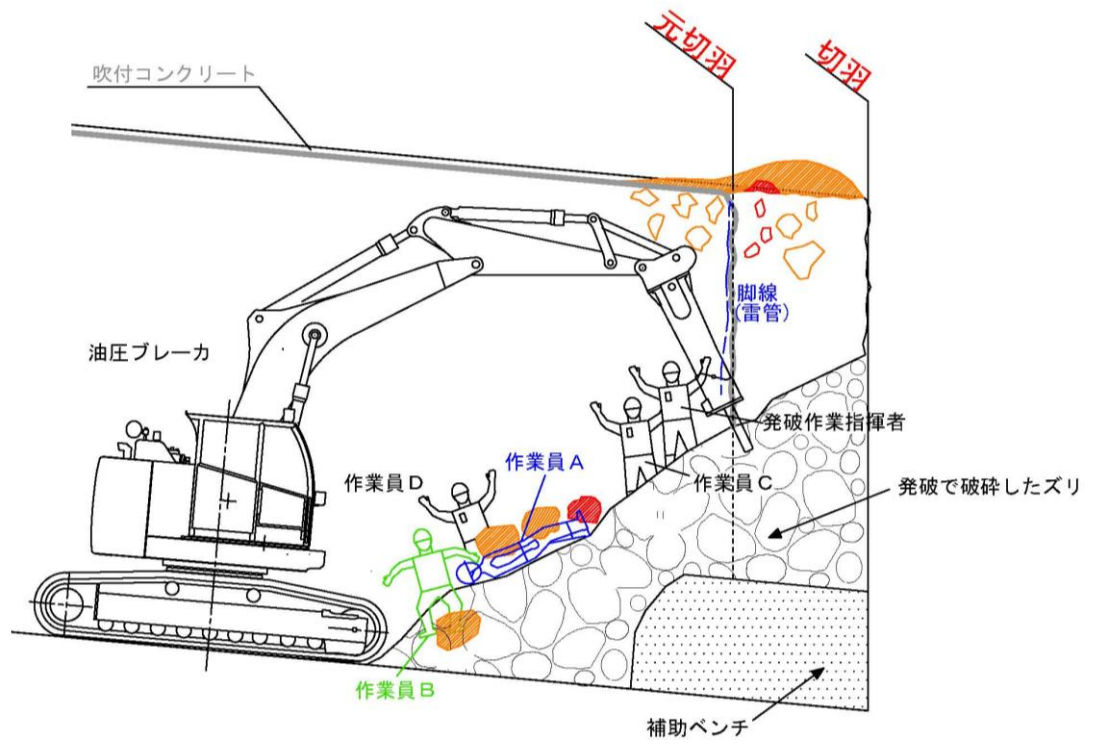 元切羽
切羽
吹付コンクリート
脚線
(雷管)
油圧ブレーカ
発破作業指揮者
作業員A
作業員D
作業員C
発破で破砕したズリ
作業員B
補助ベンチ